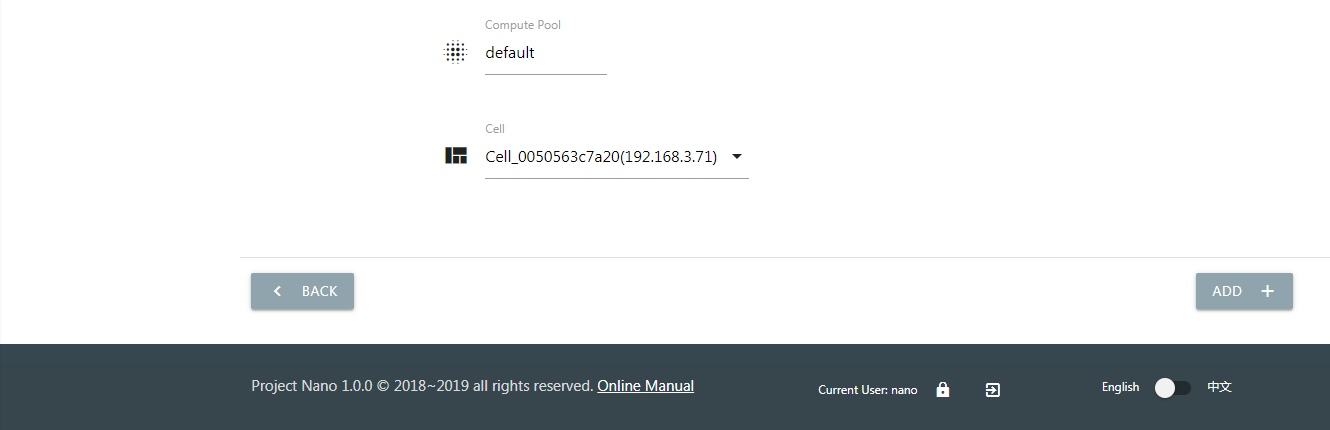 Compute Pool
default
Cell
Cell_0050563c7a20(192.168.3.71)
BACK
ADD
Project Nano 1.0.0 © 2018~2019 all rights reserved. Online Manual
Current User: nano
English 中文